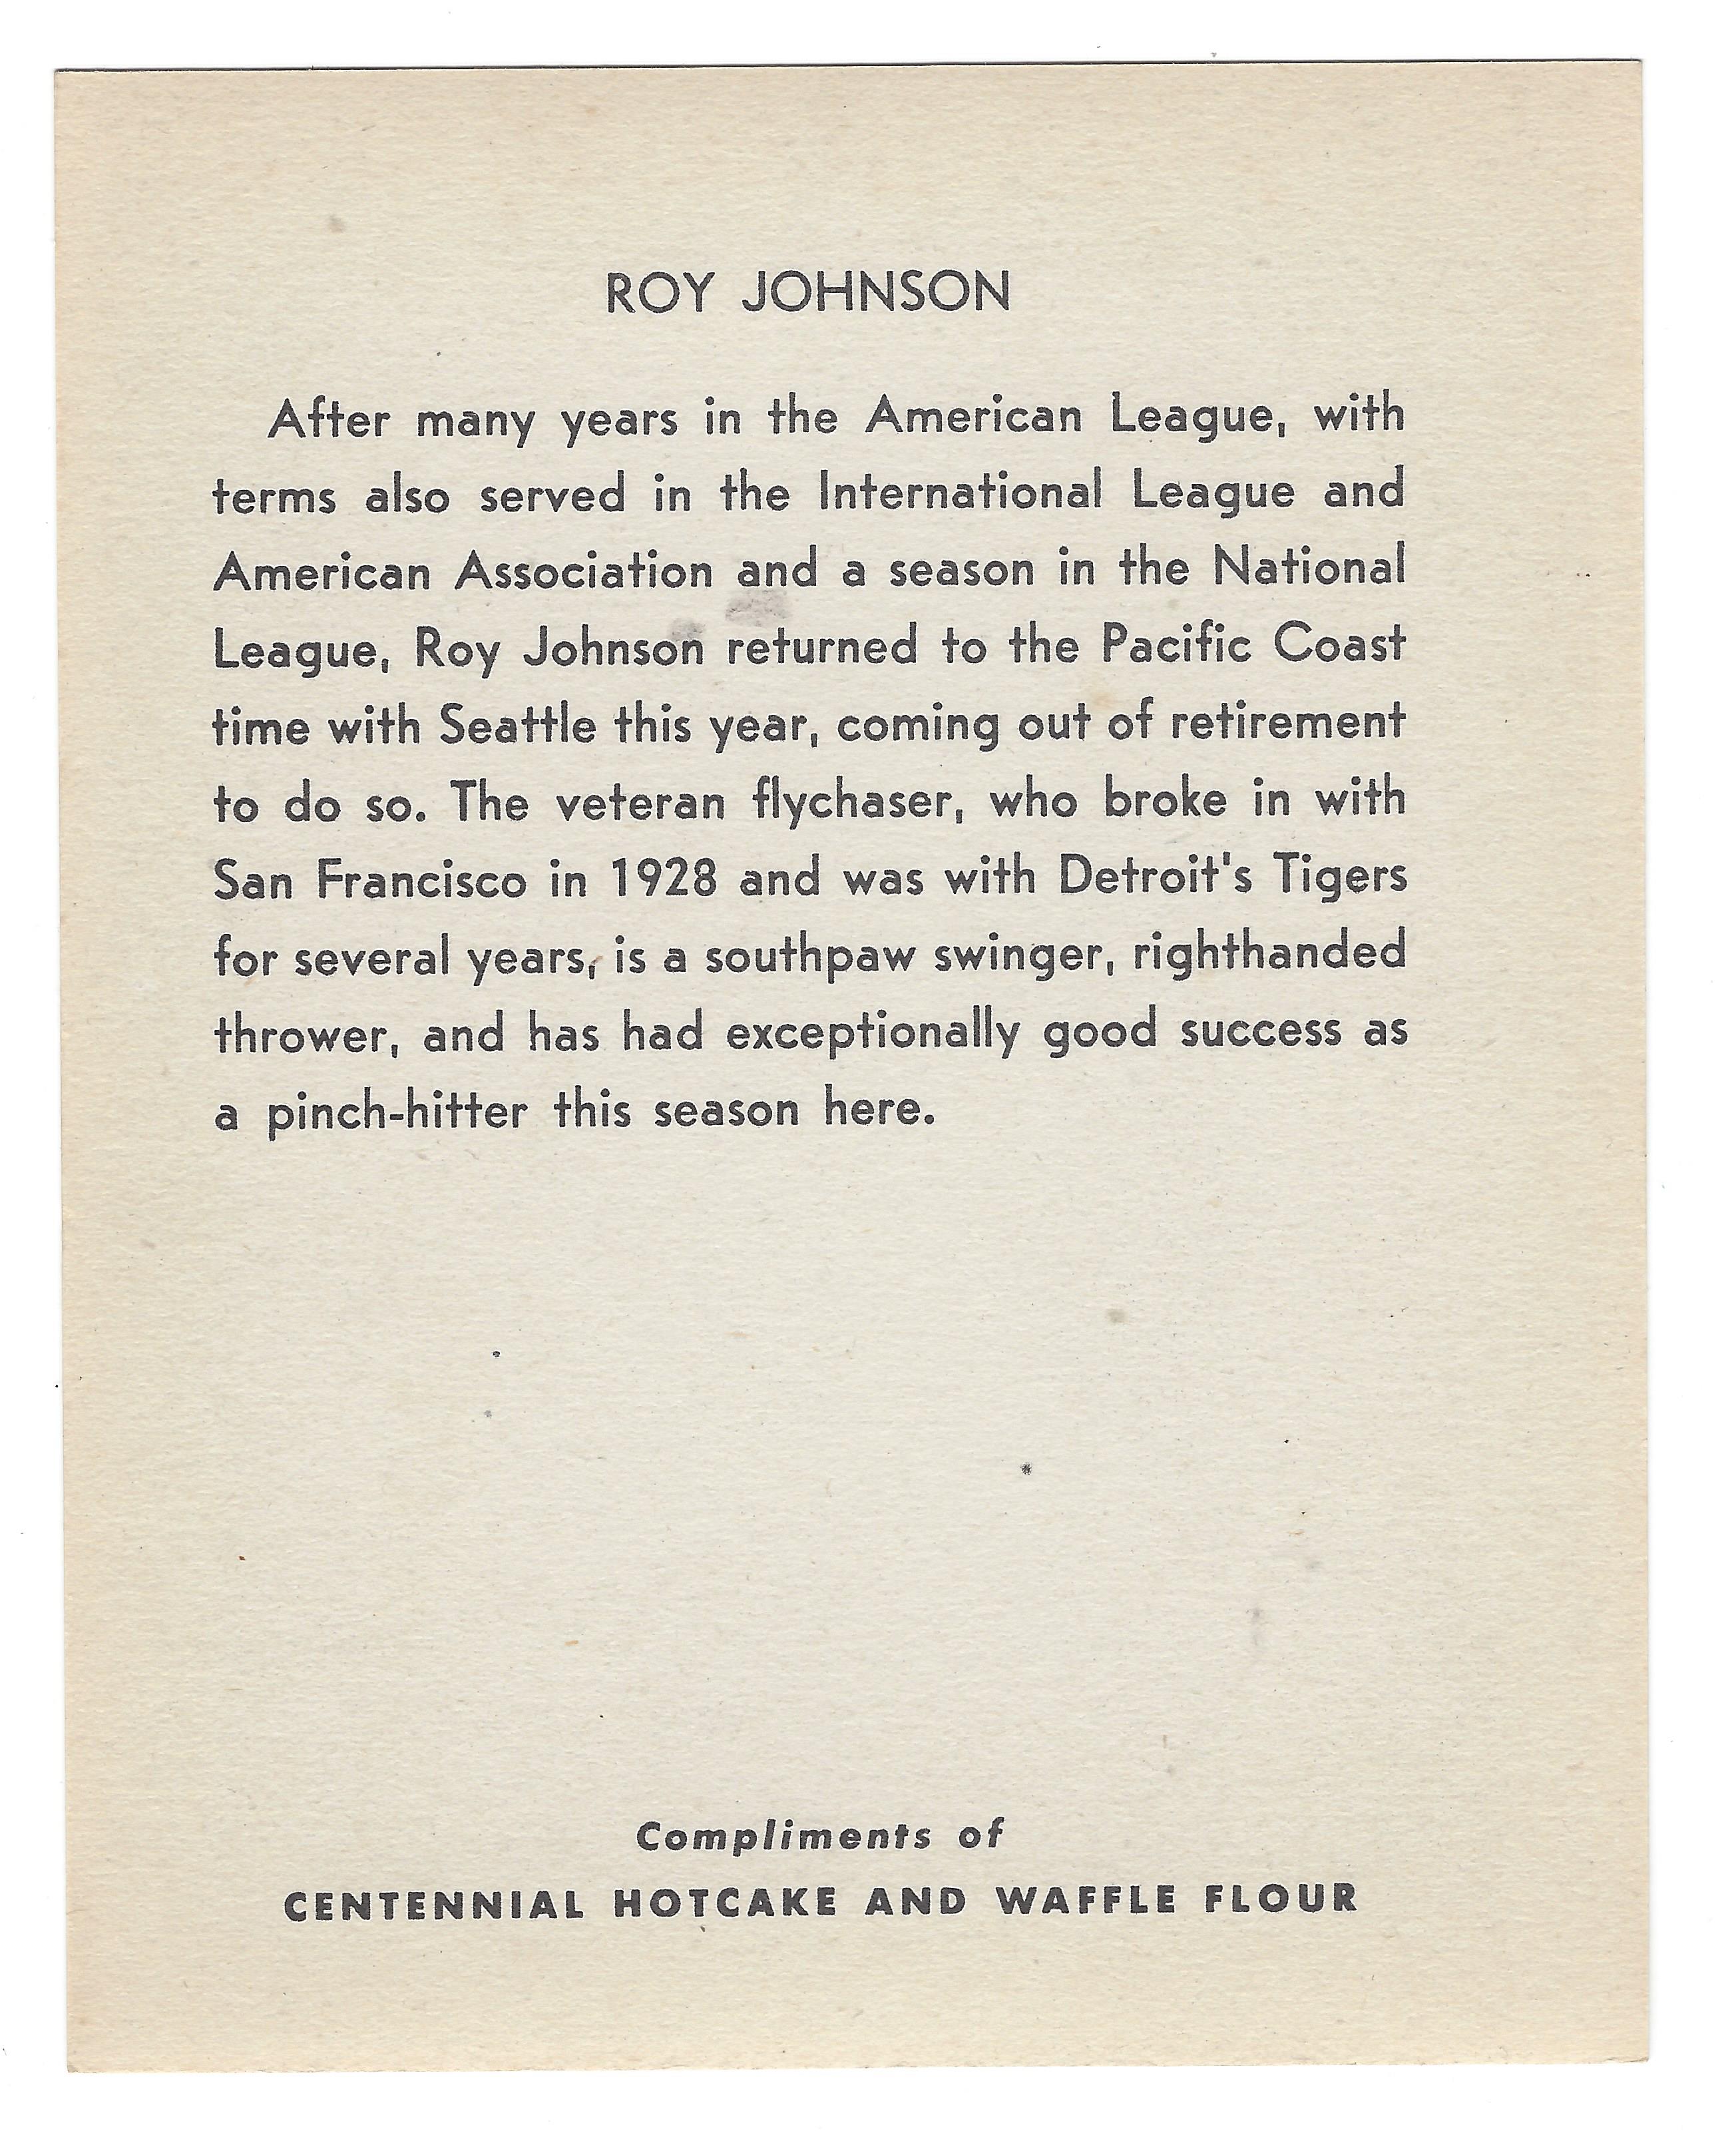 ROY JOHNSON
After many years in the American League, with
terms also served in the International League and
American Association and a season in the National
League, Roy Johnson returned to the Pacific Coast
time with Seattle this year, coming out of retirement
to do so. The veteran flychaser, who broke in with
San Francisco in 1928 and was with Detroit's Tigers
for several years, is a southpaw swinger, righthanded
thrower, and has had exceptionally good success as
a pinch-hitter this season here.
Compliments of
CENTENNIAL HOTCAKE AND WAFFLE FLOUR